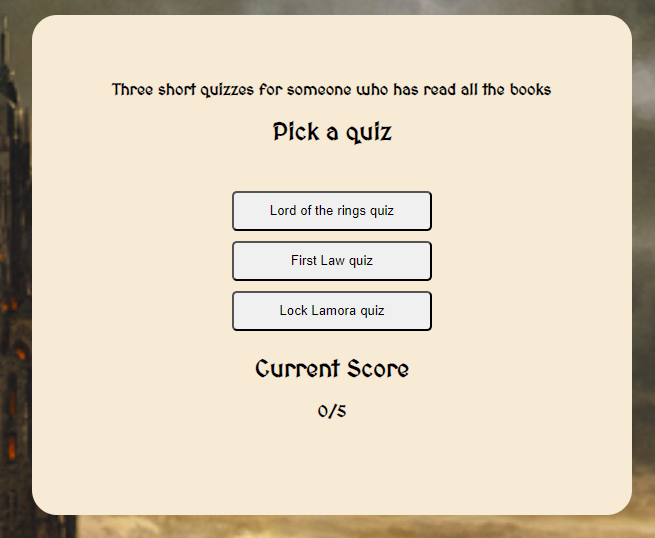 Three short quizzes for someone who has read all the books
Pick a quiz
Lord of the rings quiz
First Law quiz
Lock Lamora quiz
Current Score
0/5